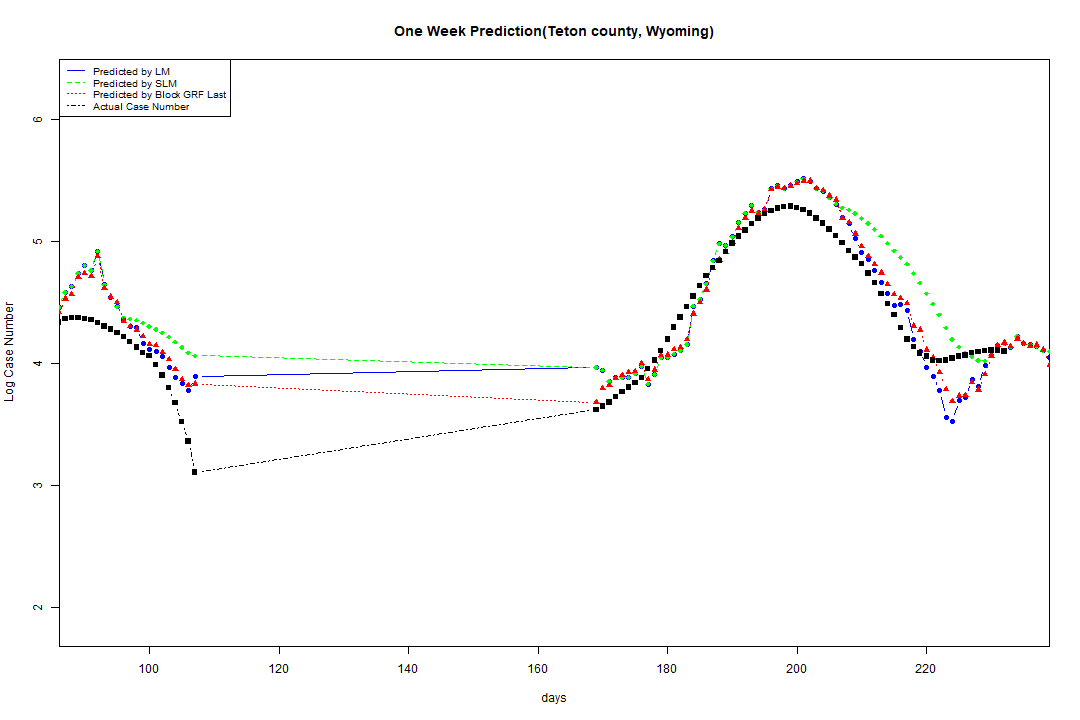 One Week Prediction(Teton county, Wyoming)
Predicted by LM
Predicted by SLM
Predicted by Block GRF Last
Actual Case Number
6
5
4
3
2
Log Case Number
100 120 140 160 180 200 220
days